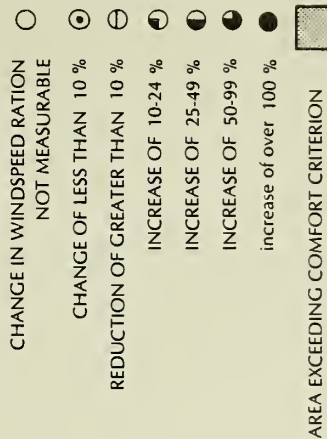 CHANGE IN WINDSPEED RATION
NOT MEASURABLE
CHANGE OF LESS THAN 10 %
REDUCTION OF GREATER THAN 10 %
INCREASE OF 10-24 %
INCREASE OF 25-49 %
INCREASE OF 50-99 %
increase of over 100 %
AREA EXCEEDING COMFORT CRITERION